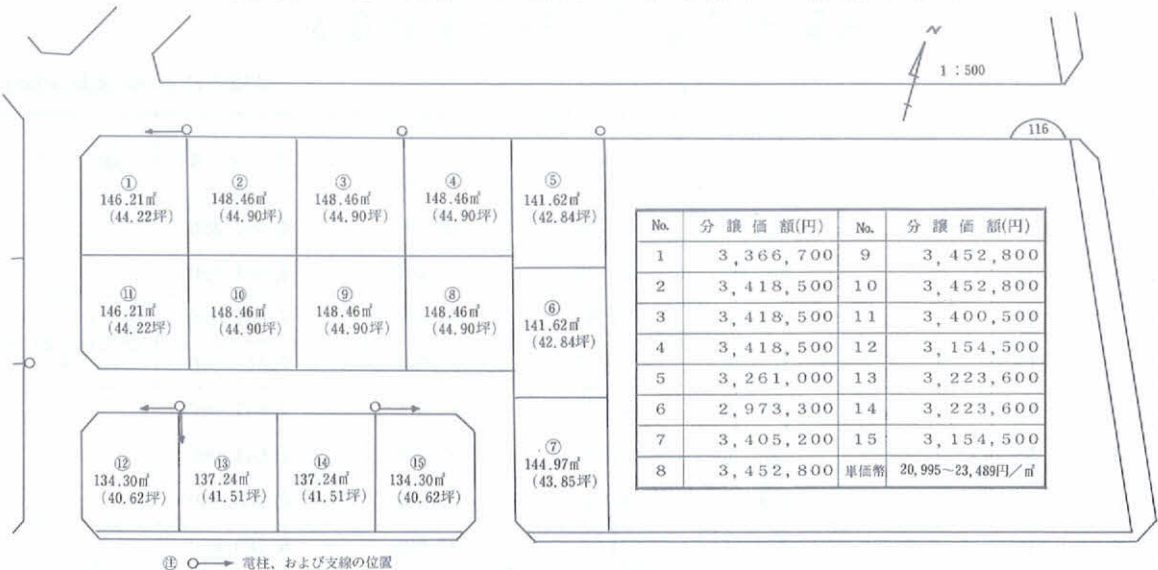 N
1：500
116
①
146.21㎡
(44.22坪)
②
148.46㎡
(44.90坪)
③
148.46㎡
(44.90坪)
④
148.46㎡
(44.90坪)
⑤
141.62㎡
(42.84坪)
⑪
146.21㎡
(44.22坪)
⑩
148.46㎡
(44.90坪)
⑨
148.46㎡
(44.90坪)
⑧
148.46㎡
(44.90坪)
⑥
141.62㎡
(42.84坪)
⑫
134.30㎡
(40.62坪)
⑬
137.24㎡
(41.51坪)
⑭
137.24㎡
(41.51坪)
⑮
134.30㎡
(40.62坪)
⑦
144.97㎡
(43.85坪)
No. 分譲価額(円) No. 分譲価額(円)
1 3,366,700 9 3,452,800
2 3,418,500 10 3,452,800
3 3,418,500 11 3,400,500
4 3,418,500 12 3,154,500
5 3,261,000 13 3,223,600
6 2,973,300 14 3,223,600
7 3,405,200 15 3,154,500
8 3,452,800 単価幣 20,995～23,489円／㎡
㊟ ○→ 電柱、および支線の位置